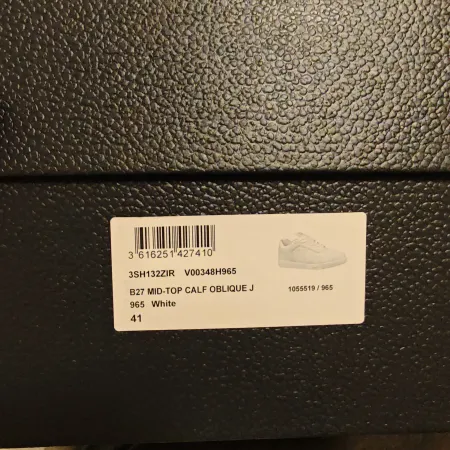 3 616251 427410
3SH132ZIR V00348H965
B27 MID-TOP CALF OBLIQUE J
1055519 / 965
965 White
41